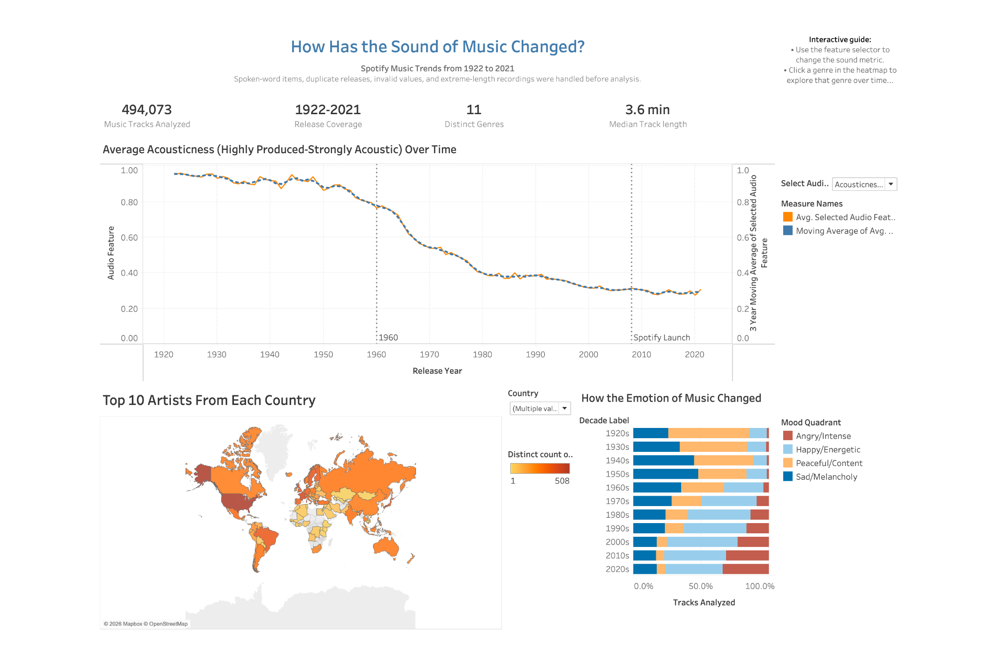 How Has the Sound of Music Changed?
Spotify Music Trends from 1922 to 2021
Spoken-word items, duplicate releases, invalid values, and extreme-length recordings were handled before analysis.
Interactive guide:
• Use the feature selector to
change the sound metric.
• Click a genre in the heatmap to
explore that genre over time...
494,073
Music Tracks Analyzed
1922-2021
Release Coverage
11
Distinct Genres
3.6 min
Median Track length
Average Acousticness (Highly Produced-Strongly Acoustic) Over Time
Audio Feature
1.00
0.80
0.60
0.40
0.20
0.00
1960
Spotify Launch
1.0
0.8
0.6
0.4
0.2
0.0
3 Year Moving Average of Selected Audio
Feature
1920
1930
1940
1950
1960
1970
1980
1990
2000
2010
2020
Release Year
Select Audi..
Acousticnes...
Measure Names
Avg. Selected Audio Feat..
Moving Average of Avg. ..
Top 10 Artists From Each Country
© 2026 Mapbox © OpenStreetMap
Country
(Multiple val...
Distinct count o..
1
508
How the Emotion of Music Changed
Decade Label
1920s
1930s
1940s
1950s
1960s
1970s
1980s
1990s
2000s
2010s
2020s
0.0%
50.0%
100.0%
Tracks Analyzed
Mood Quadrant
Angry/Intense
Happy/Energetic
Peaceful/Content
Sad/Melancholy